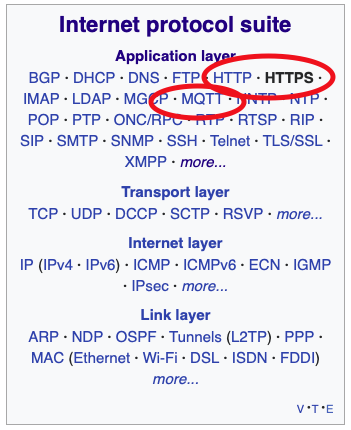 Internet protocol suite
Application layer
BGP · DHCP · DNS · FTP · HTTP · HTTPS ·
IMAP · LDAP · MGCP · MQTT · NNTP · NTP ·
POP · PTP · ONC/RPC · RTP · RTSP · RIP ·
SIP · SMTP · SNMP · SSH · Telnet · TLS/SSL ·
XMPP · more...
Transport layer
TCP · UDP · DCCP · SCTP · RSVP · more...
Internet layer
IP (IPv4 · IPv6) · ICMP · ICMPv6 · ECN · IGMP
· IPsec · more...
Link layer
ARP · NDP · OSPF · Tunnels (L2TP) · PPP ·
MAC (Ethernet · Wi-Fi · DSL · ISDN · FDDI)
more...
V · T · E